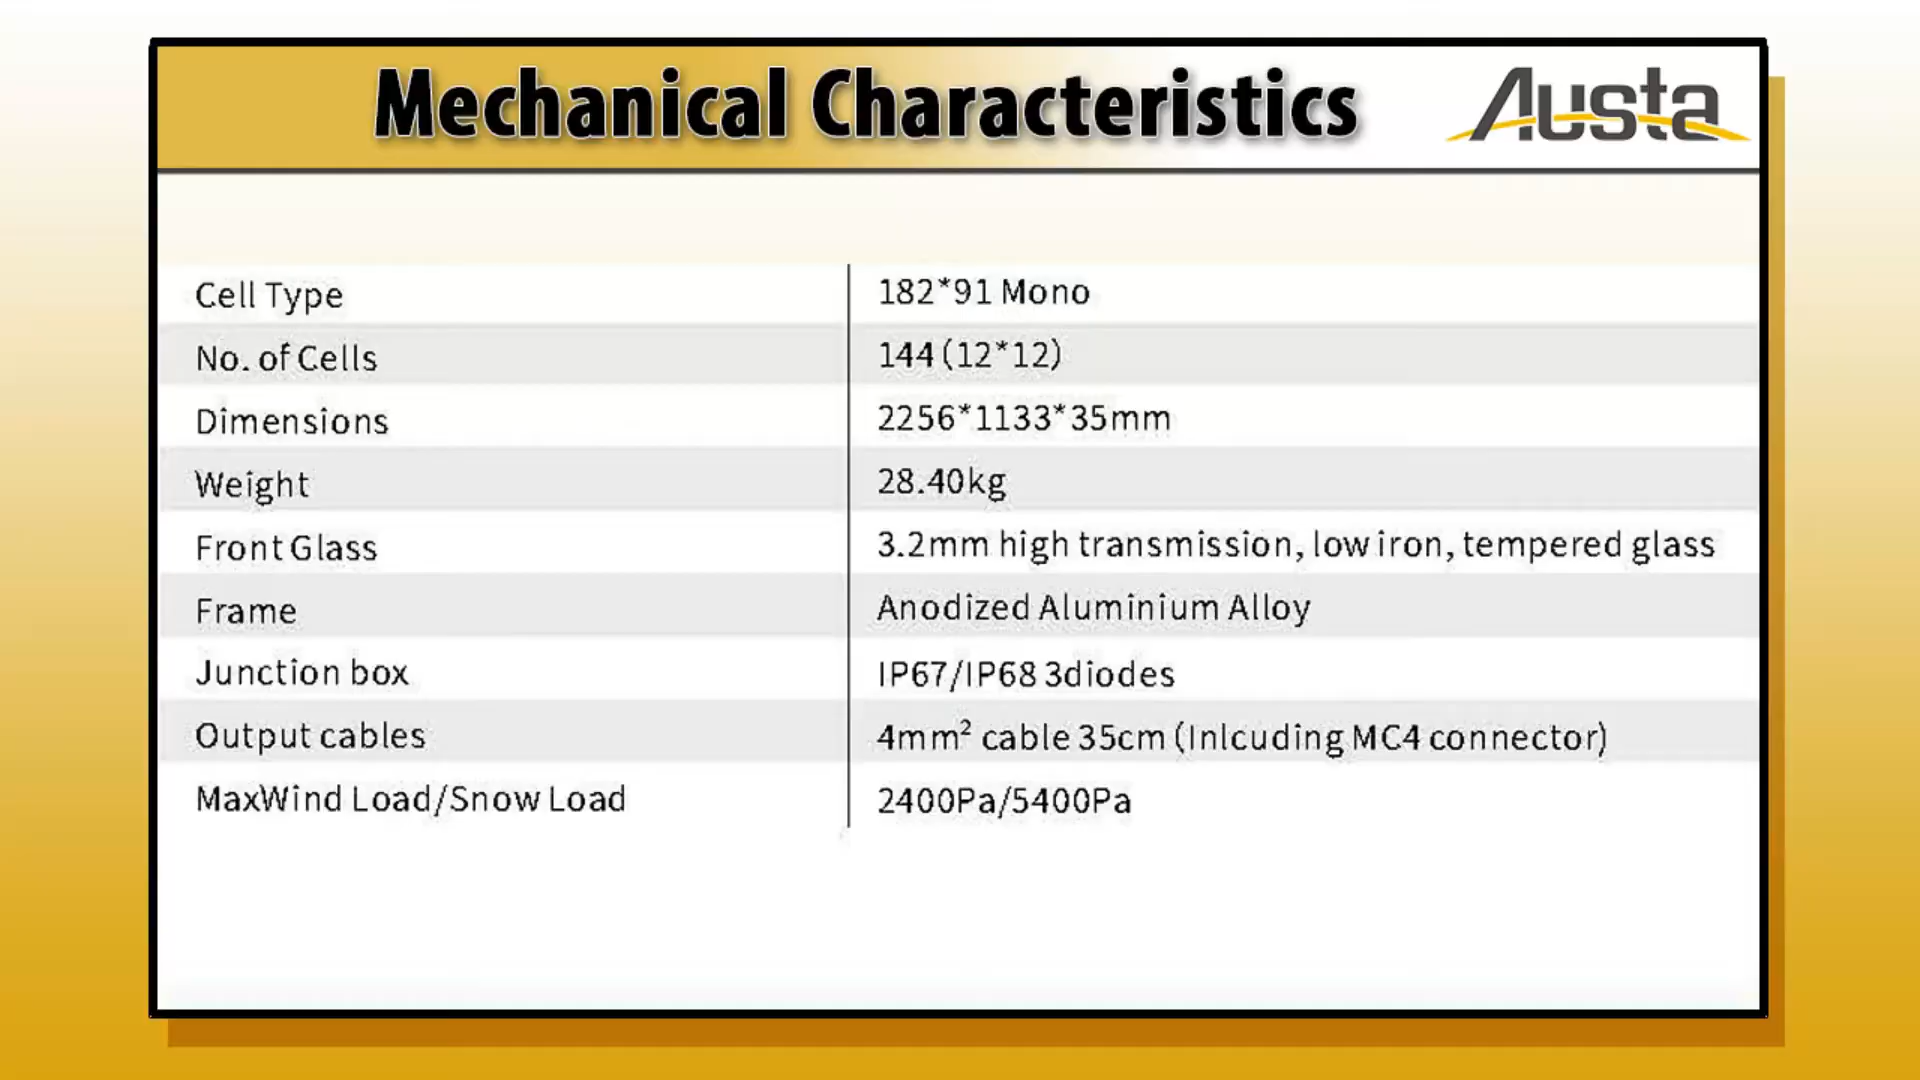 Mechanical Characteristics
Austa
Cell Type 182*91 Mono
No. of Cells 144 (12*12)
Dimensions 2256*1133*35mm
Weight 28.40kg
Front Glass 3.2mm high transmission, low iron, tempered glass
Frame Anodized Aluminium Alloy
Junction box IP67/IP68 3diodes
Output cables 4mm² cable 35cm (Inlcuding MC4 connector)
MaxWind Load/Snow Load 2400Pa/5400Pa